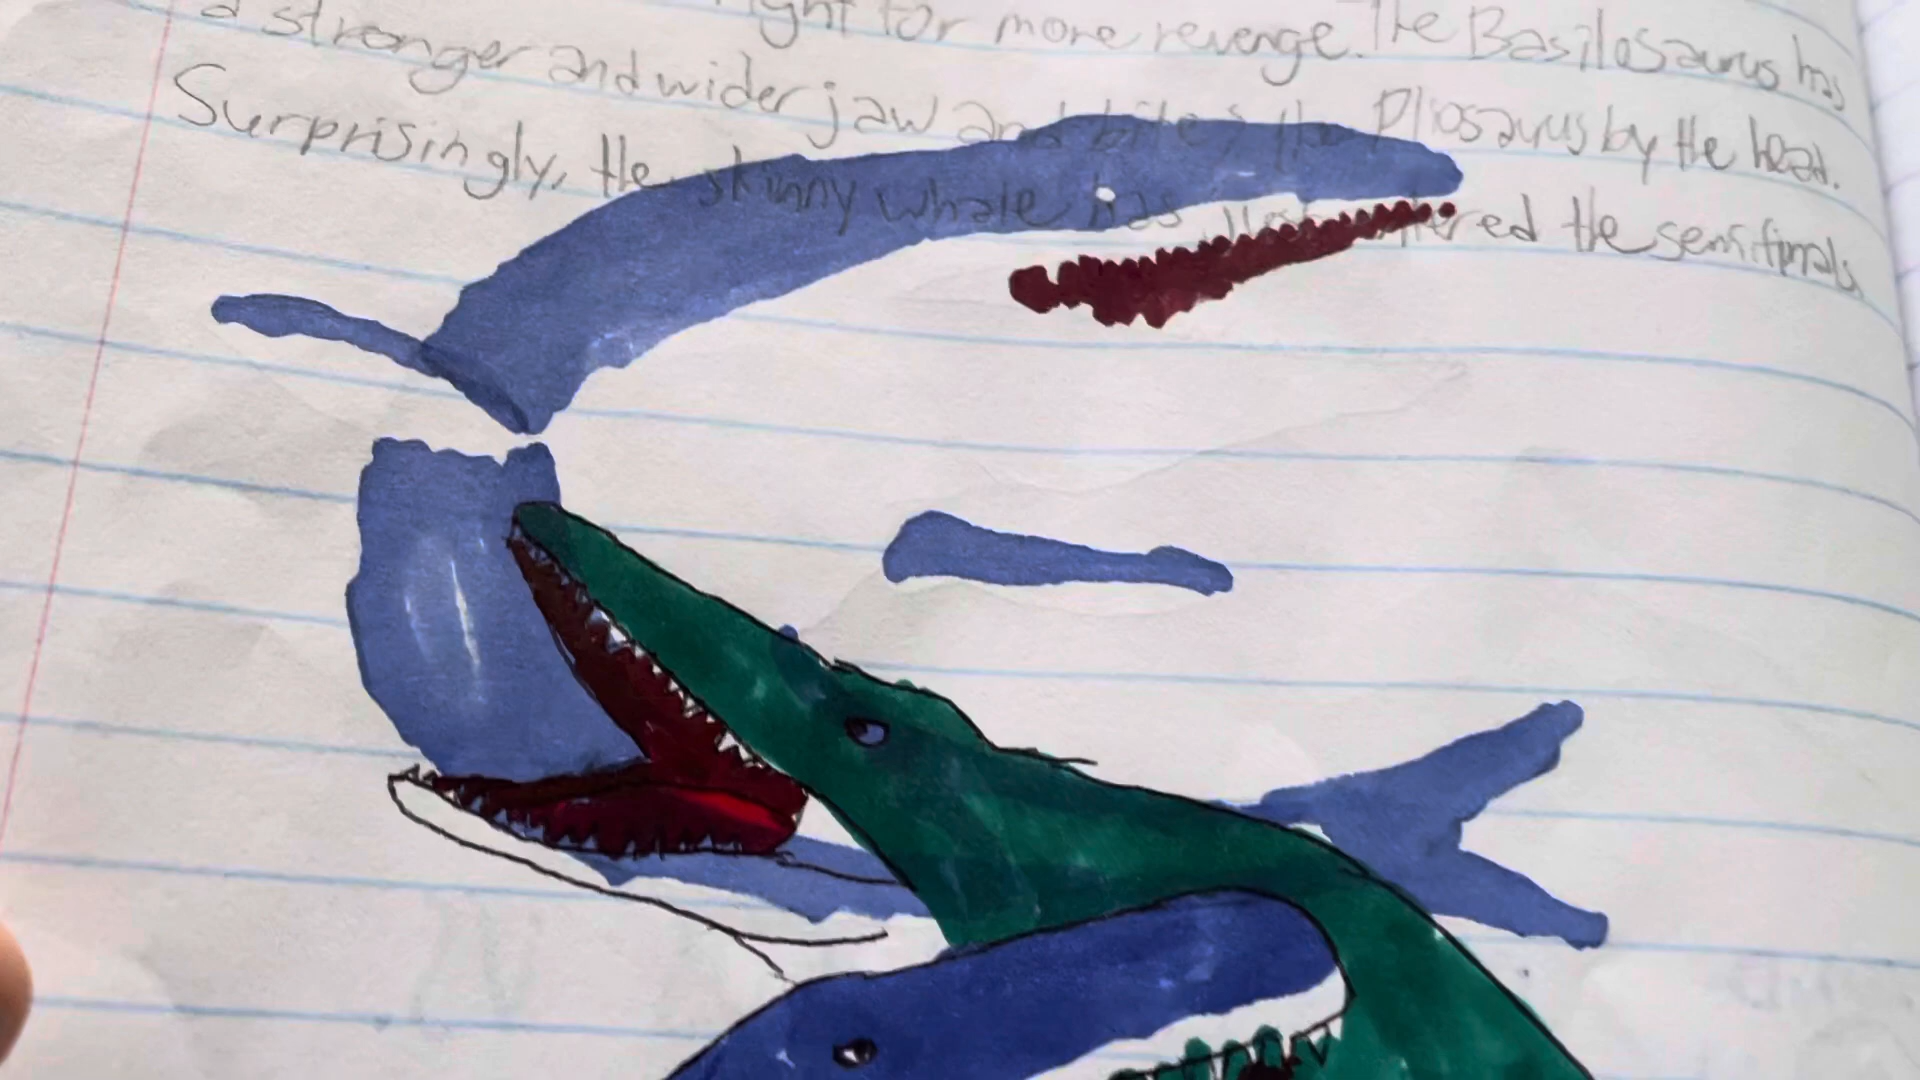 ight for more revenge. The Basilosaurus has
a stronger and wider jaw and bites the Pliosaurus by the head.
Surprisingly, the skinny whale has entered the semifinals